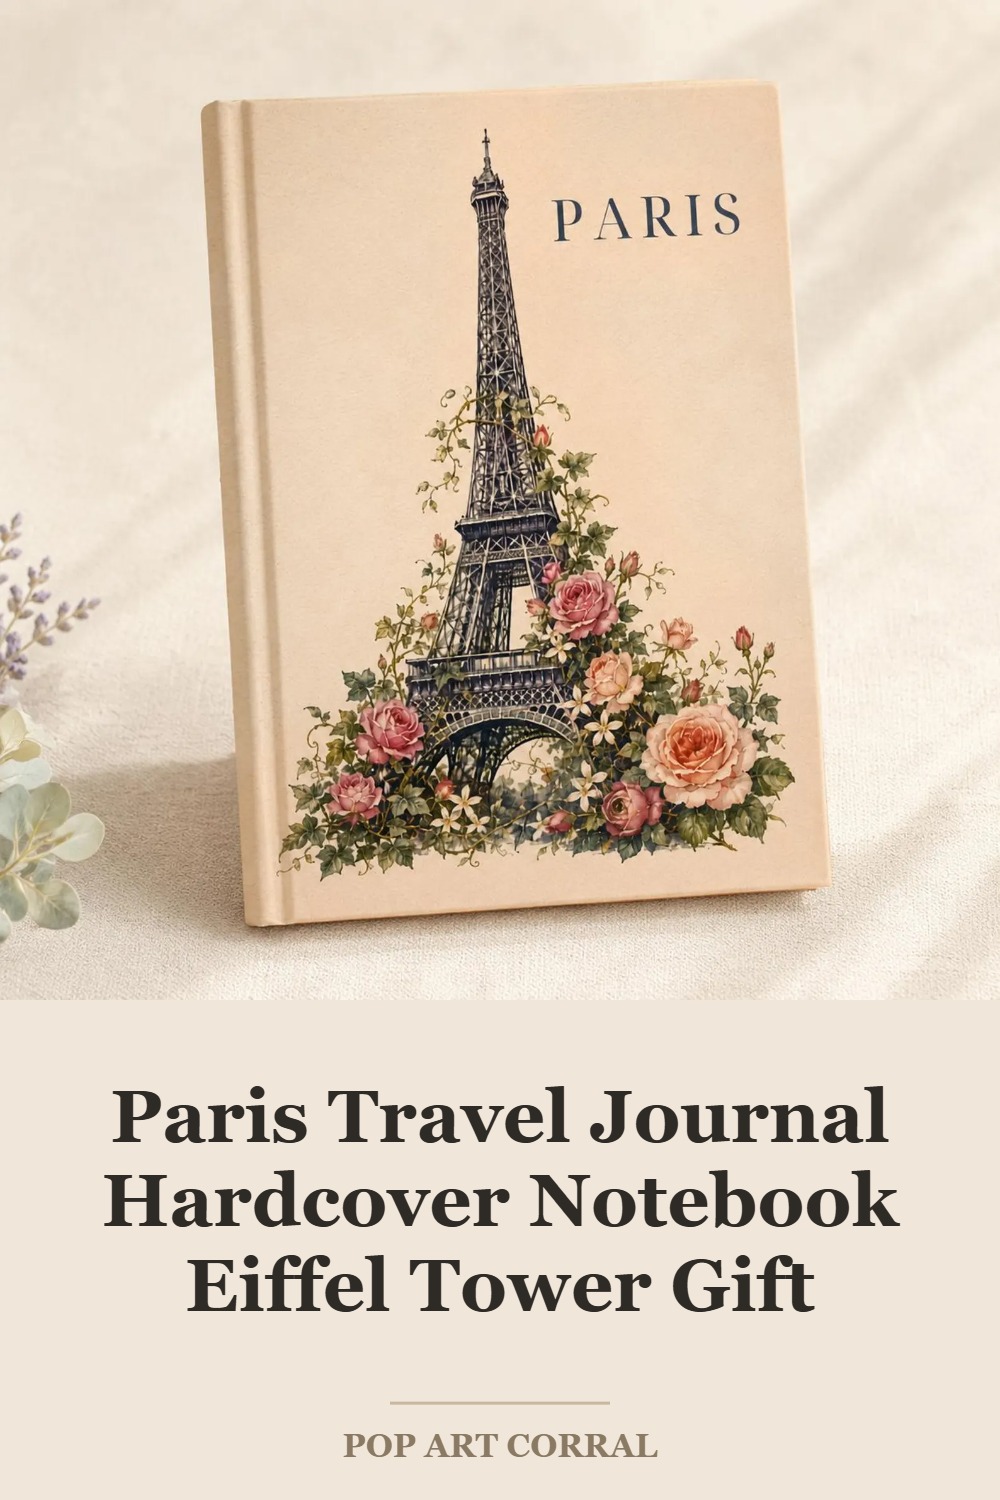 PARIS
Paris Travel Journal
Hardcover Notebook
Eiffel Tower Gift
POP ART CORRAL